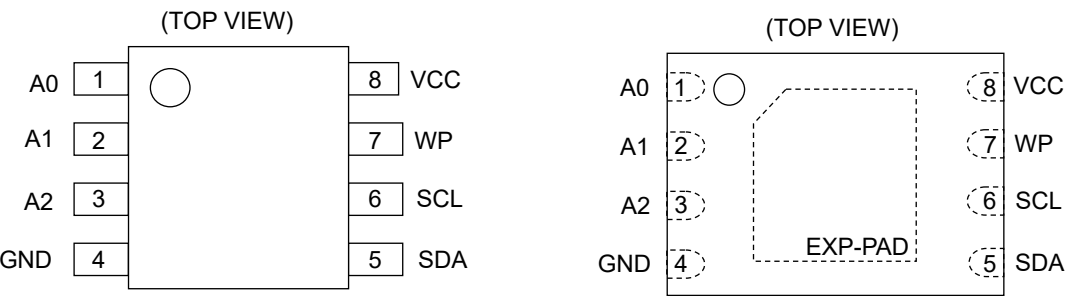 (TOP VIEW)
A0 1 8 VCC
A1 2 7 WP
A2 3 6 SCL
GND 4 5 SDA
(TOP VIEW)
A0 1 8 VCC
A1 2 7 WP
A2 3 6 SCL
GND 4 EXP-PAD 5 SDA